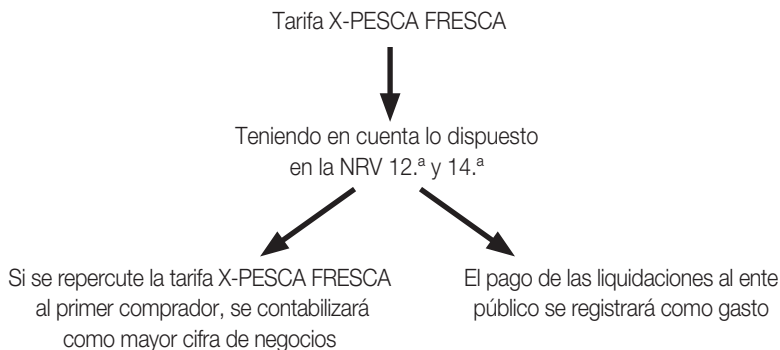 Tarifa X-PESCA FRESCA
Teniendo en cuenta lo dispuesto
en la NRV 12.ª y 14.ª
Si se repercute la tarifa X-PESCA FRESCA
al primer comprador, se contabilizará
como mayor cifra de negocios
El pago de las liquidaciones al ente
público se registrará como gasto